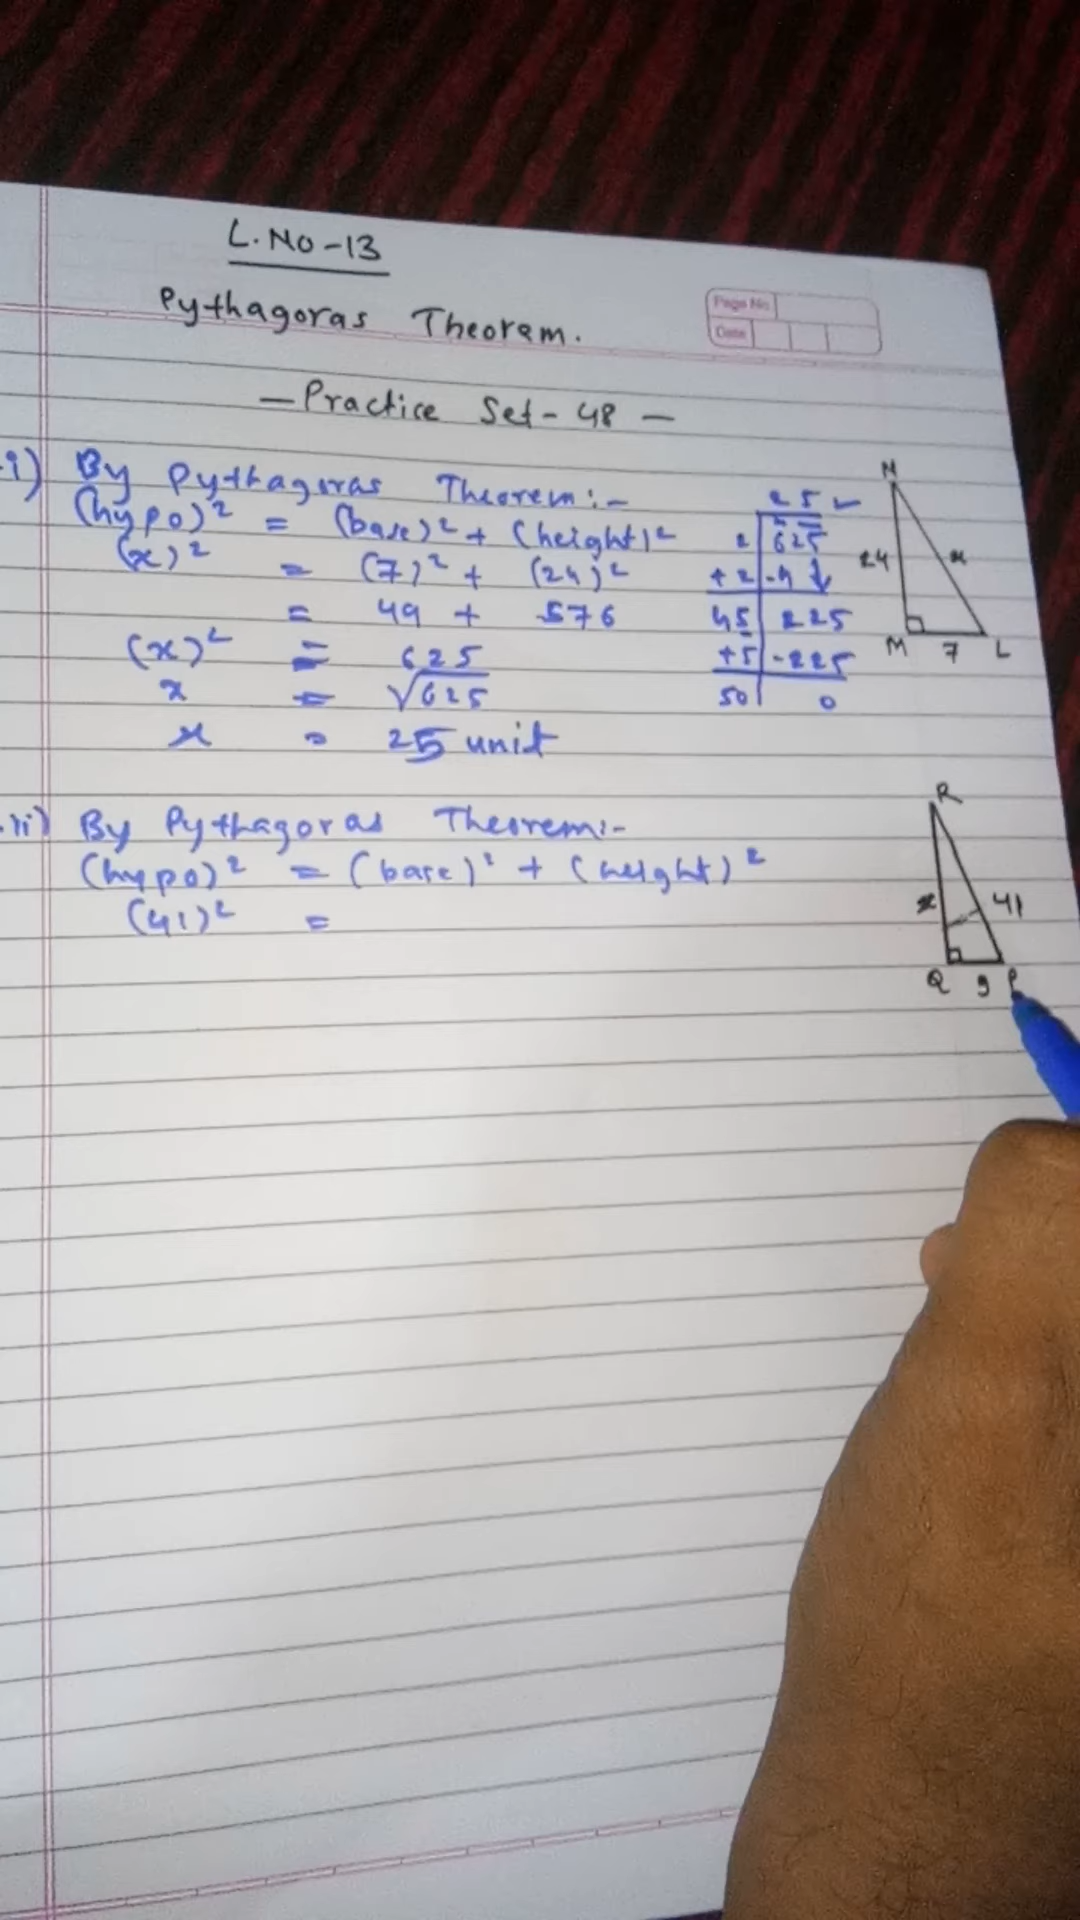 L.No-13
Pythagoras Theorem.
Page No
Date
- Practice Set - 48 -
i) By Pythagoras Theorem:-
(hypo)² = (base)² + (height)²
(x)² = (7)² + (24)²
= 49 + 576
(x)² = 625
x = √625
x = 25 unit
25
2 625
+2 -4 ↓
45 225
+5 -225
50 0
N
24 x
M 7 L
ii) By Pythagoras Theorem:-
(hypo)² = (base)² + (height)²
(41)² =
R
x 41
Q 9 P